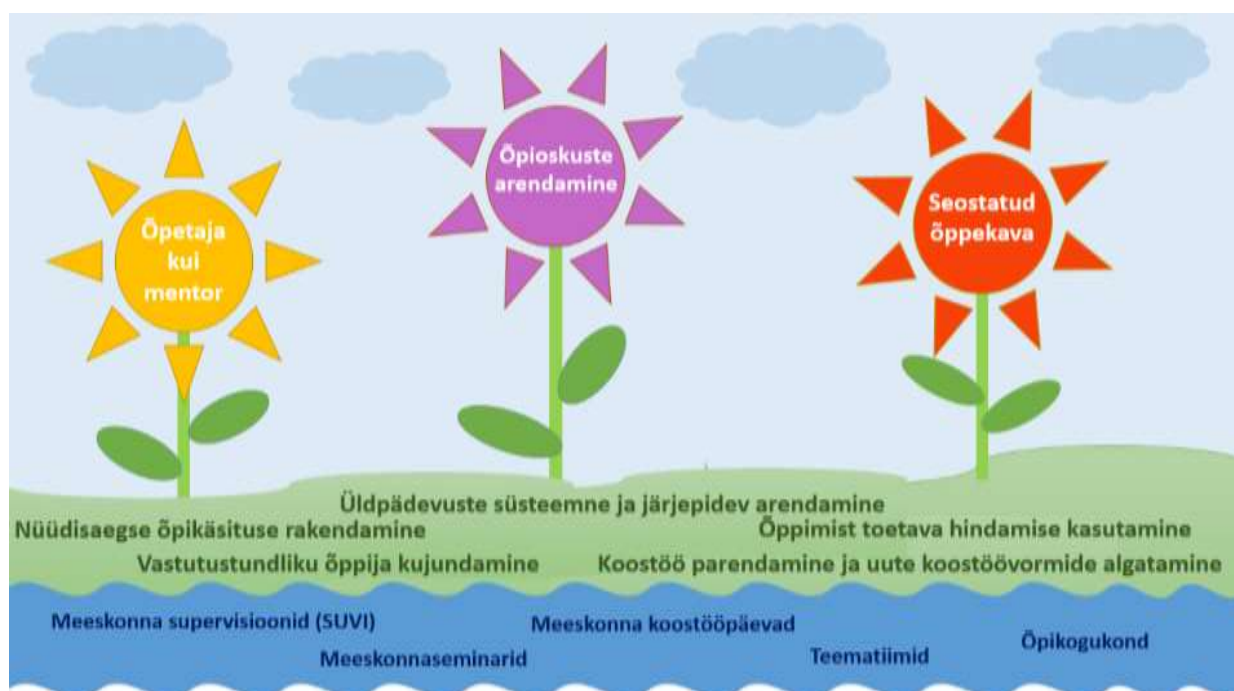 Õpetaja
kui
mentor
Õpioskuste
arendamine
Seostatud
õppekava
Üldpädevuste süsteemne ja järjepidev arendamine
Nüüdisaegse õpikäsituse rakendamine
Õppimist toetava hindamise kasutamine
Vastutustundliku õppija kujundamine
Koostöö parendamine ja uute koostöövormide algatamine
Meeskonna supervisioonid (SUVI)
Meeskonna koostööpäevad
Õpikogukond
Meeskonnaseminarid
Teematiimid